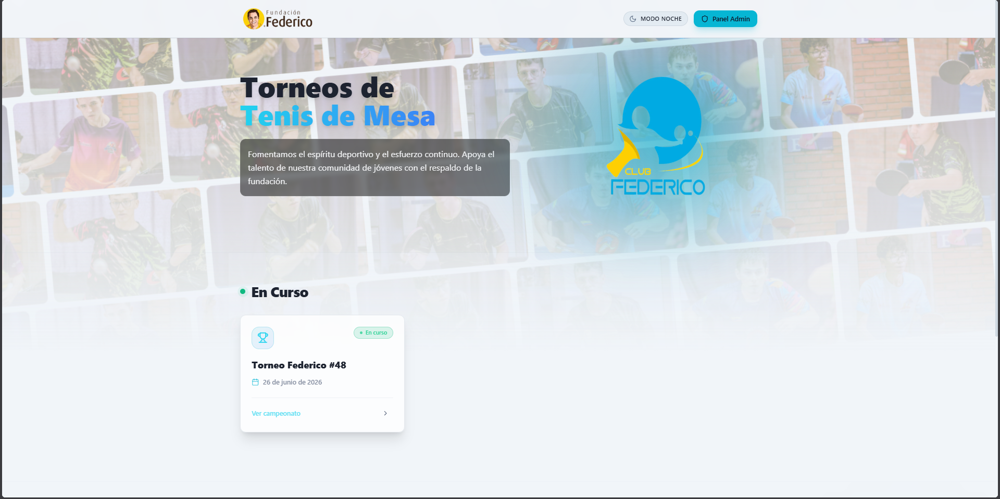 Fundación
Federico
MODO NOCHE
Panel Admin
Torneos de
Tenis de Mesa
Fomentamos el espíritu deportivo y el esfuerzo continuo. Apoya el
talento de nuestra comunidad de jóvenes con el respaldo de la
fundación.
CLUB
FEDERICO
En Curso
En curso
Torneo Federico #48
26 de junio de 2026
Ver campeonato